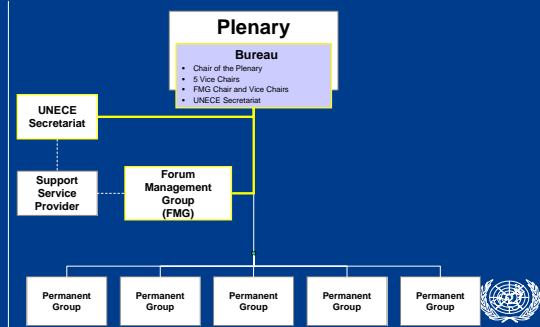 Plenary
Bureau
• Chair of the Plenary
• 5 Vice Chairs
• FMG Chair and Vice Chairs
• UNECE Secretariat
UNECE
Secretariat
Support
Service
Provider
Forum
Management
Group
(FMG)
Permanent
Group
Permanent
Group
Permanent
Group
Permanent
Group
Permanent
Group